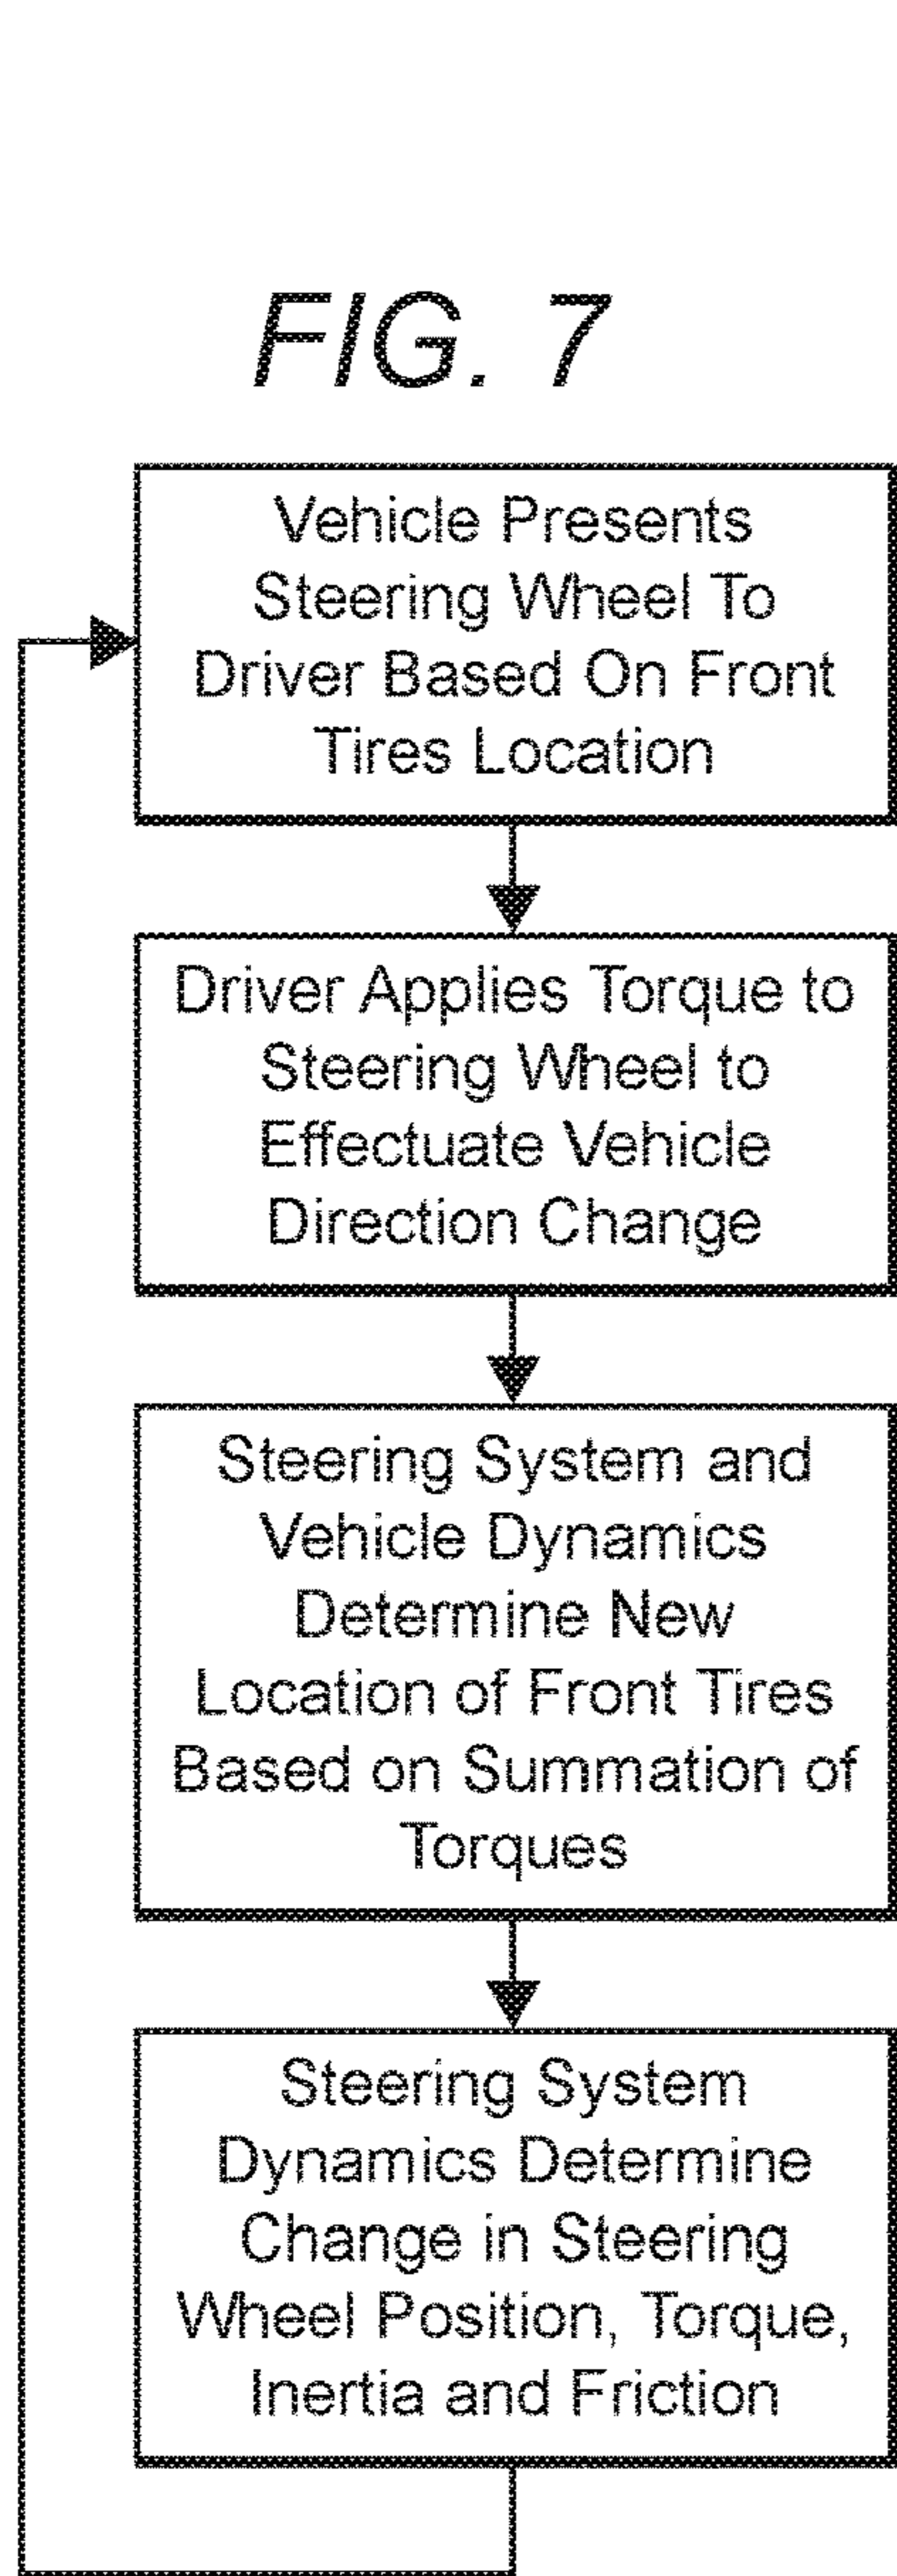 FIG. 7
Vehicle Presents
Steering Wheel To
Driver Based On Front
Tires Location
Driver Applies Torque to
Steering Wheel to
Effectuate Vehicle
Direction Change
Steering System and
Vehicle Dynamics
Determine New
Location of Front Tires
Based on Summation of
Torques
Steering System
Dynamics Determine
Change in Steering
Wheel Position, Torque,
Inertia and Friction